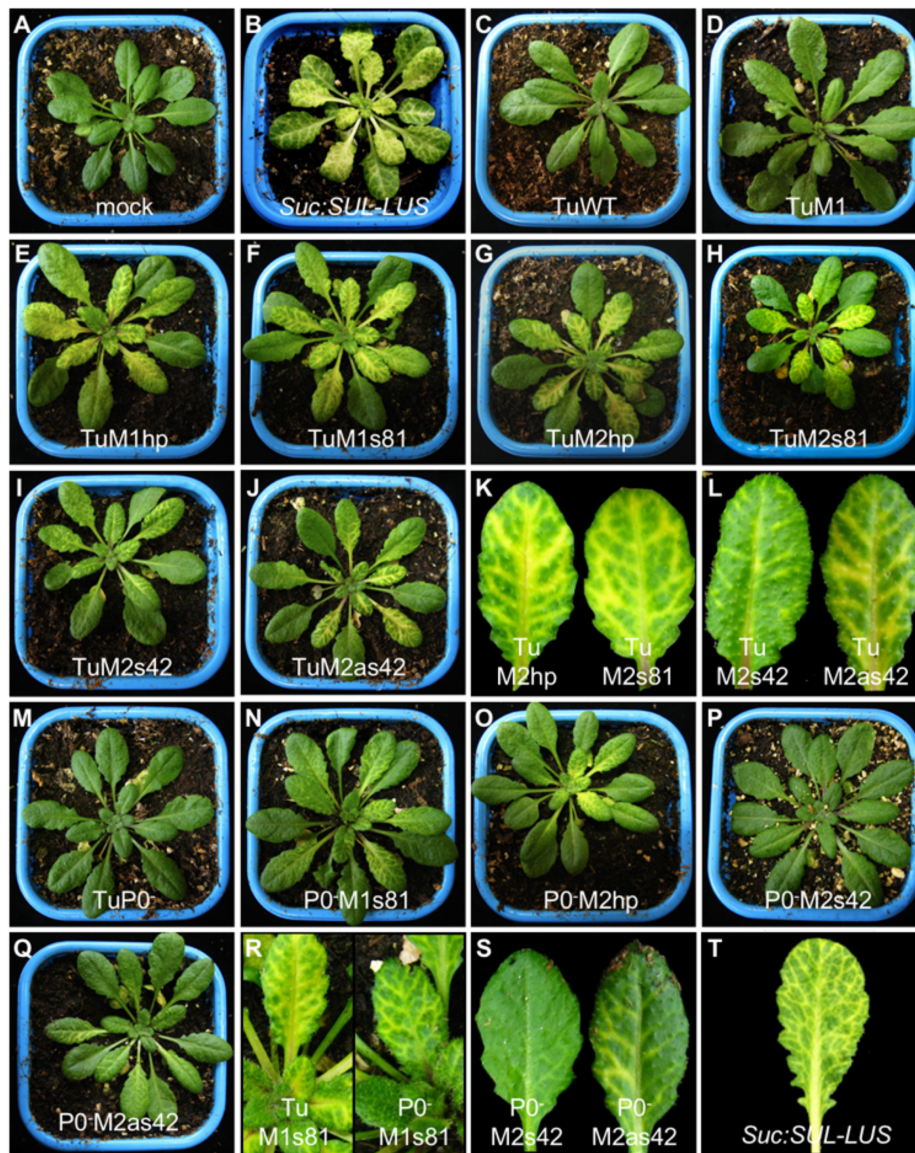 A
mock
B
Suc:SUL-LUS
C
TuWT
D
TuM1
E
TuM1hp
F
TuM1s81
G
TuM2hp
H
TuM2s81
I
TuM2s42
J
TuM2as42
K
Tu
M2hp
Tu
M2s81
L
Tu
M2s42
Tu
M2as42
M
TuP0-
N
P0-M1s81
O
P0-M2hp
P
P0-M2s42
Q
P0-M2as42
R
Tu
M1s81
P0-
M1s81
S
P0-
M2s42
P0-
M2as42
T
Suc:SUL-LUS